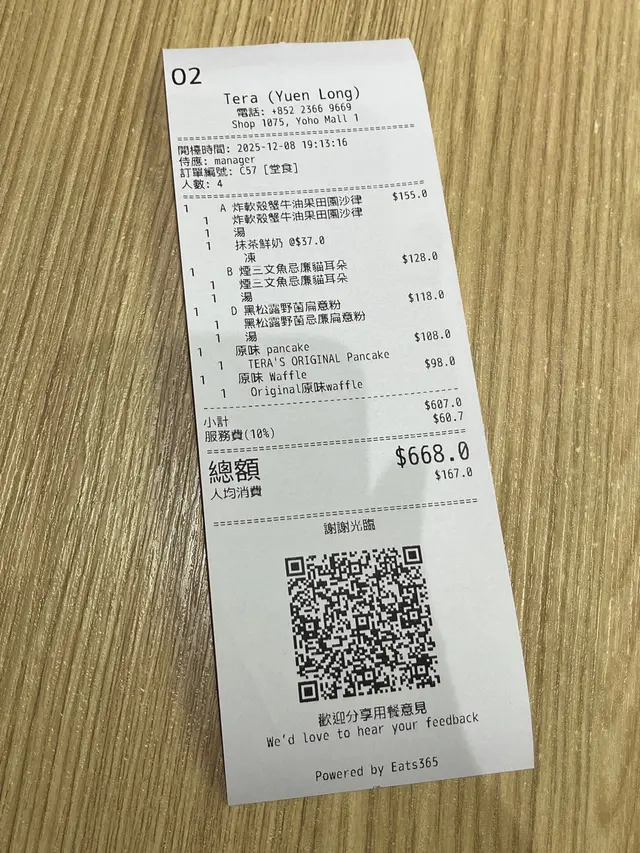 02
Tera (Yuen Long)
電話: +852 2366 9669
Shop 1075, Yoho Mall 1
開檯時間: 2025-12-08 19:13:16
侍應: manager
訂單編號: C57 [堂食]
人數: 4
1 A 炸軟殼蟹牛油果田園沙律 $155.0
1 炸軟殼蟹牛油果田園沙律
1 湯
1 抹茶鮮奶 @$37.0
凍
1 B 煙三文魚忌廉貓耳朵 $128.0
1 煙三文魚忌廉貓耳朵
1 湯
1 D 黑松露野菌扁意粉 $118.0
1 黑松露野菌忌廉扁意粉
1 湯
1 原味 pancake $108.0
1 TERA'S ORIGINAL Pancake
1 原味 Waffle $98.0
1 Original原味waffle
小計 $607.0
服務費(10%) $60.7
總額 $668.0
人均消費 $167.0
謝謝光臨
歡迎分享用餐意見
We'd love to hear your feedback
Powered by Eats365